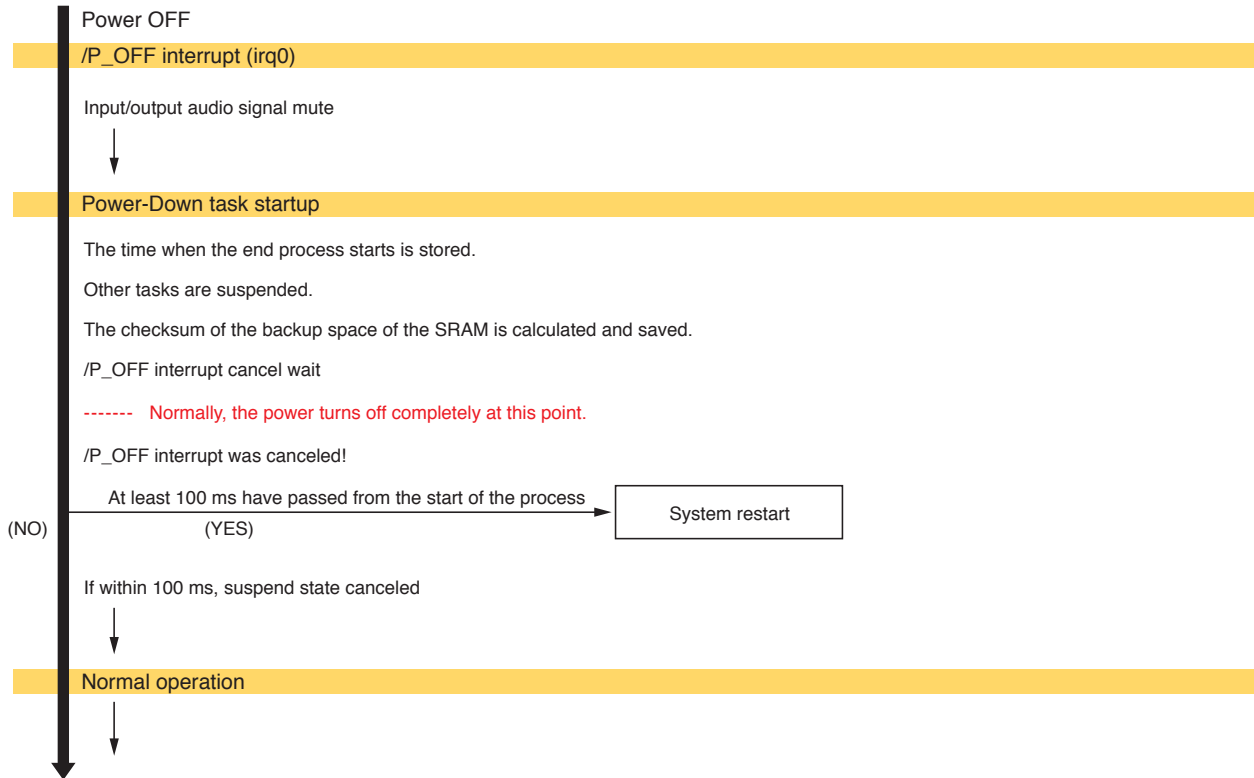 Power OFF
/P_OFF interrupt (irq0)
Input/output audio signal mute
Power-Down task startup
The time when the end process starts is stored.
Other tasks are suspended.
The checksum of the backup space of the SRAM is calculated and saved.
/P_OFF interrupt cancel wait
------- Normally, the power turns off completely at this point.
/P_OFF interrupt was canceled!
At least 100 ms have passed from the start of the process
System restart
(NO)
(YES)
If within 100 ms, suspend state canceled
Normal operation